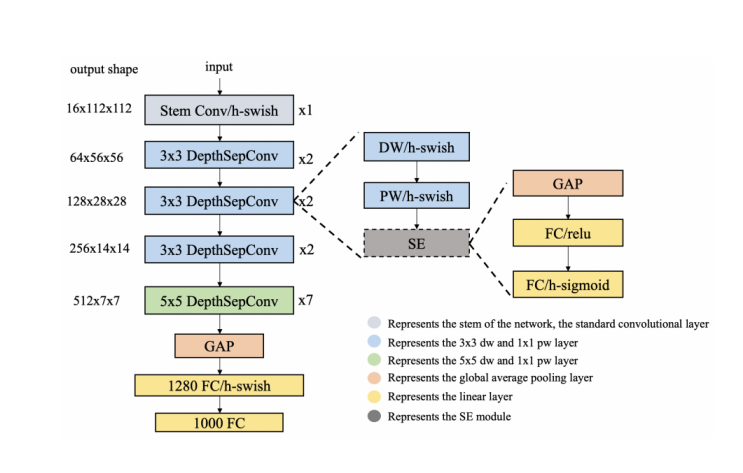 output shape
input
16x112x112
Stem Conv/h-swish
x1
64x56x56
3x3 DepthSepConv
x2
128x28x28
3x3 DepthSepConv
x2
256x14x14
3x3 DepthSepConv
x2
512x7x7
5x5 DepthSepConv
x7
GAP
1280 FC/h-swish
1000 FC
DW/h-swish
PW/h-swish
SE
GAP
FC/relu
FC/h-sigmoid
Represents the stem of the network, the standard convolutional layer
Represents the 3x3 dw and 1x1 pw layer
Represents the 5x5 dw and 1x1 pw layer
Represents the global average pooling layer
Represents the linear layer
Represents the SE module